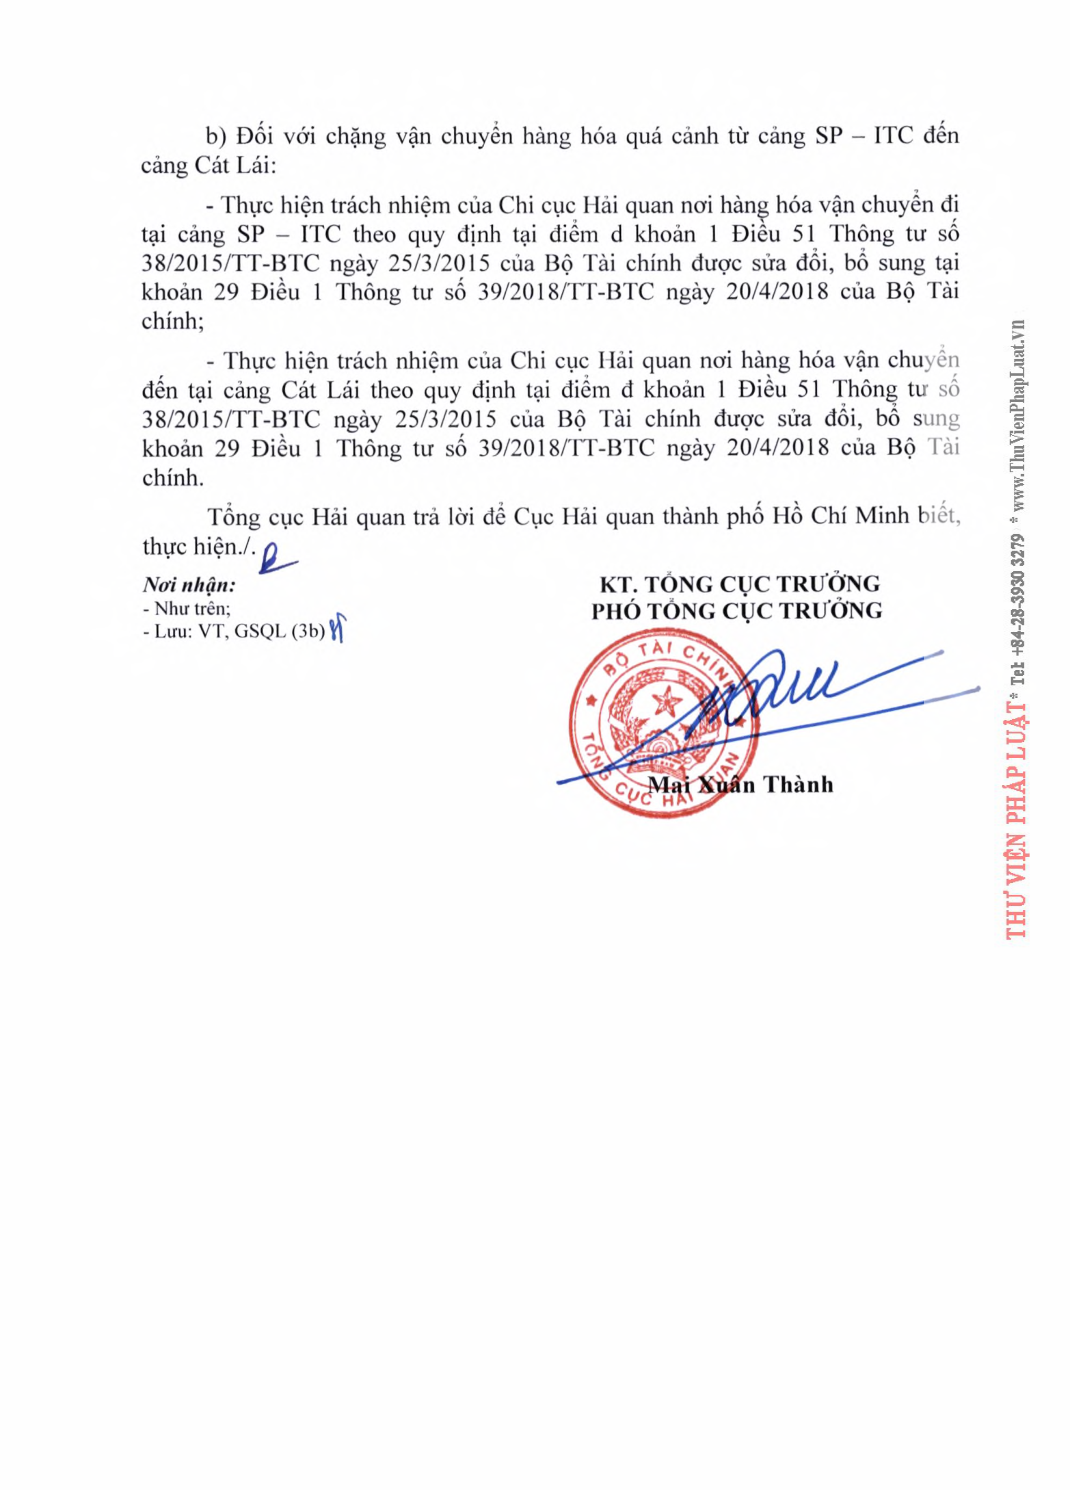 b) Đối với chặng vận chuyển hàng hóa quá cảnh từ cảng SP – ITC đến
cảng Cát Lái:
- Thực hiện trách nhiệm của Chi cục Hải quan nơi hàng hóa vận chuyển đi
tại cảng SP – ITC theo quy định tại điểm d khoản 1 Điều 51 Thông tư số
38/2015/TT-BTC ngày 25/3/2015 của Bộ Tài chính được sửa đổi, bổ sung tại
khoản 29 Điều 1 Thông tư số 39/2018/TT-BTC ngày 20/4/2018 của Bộ Tài
chính;
- Thực hiện trách nhiệm của Chi cục Hải quan nơi hàng hóa vận chuyển
đến tại cảng Cát Lái theo quy định tại điểm đ khoản 1 Điều 51 Thông tư số
38/2015/TT-BTC ngày 25/3/2015 của Bộ Tài chính được sửa đổi, bổ sung
khoản 29 Điều 1 Thông tư số 39/2018/TT-BTC ngày 20/4/2018 của Bộ Tài
chính.
Tổng cục Hải quan trả lời để Cục Hải quan thành phố Hồ Chí Minh biết,
thực hiện./.
Nơi nhận:
- Như trên;
- Lưu: VT, GSQL (3b)
KT. TỔNG CỤC TRƯỞNG
PHÓ TỔNG CỤC TRƯỞNG
BỘ TÀI CHÍNH
TỔNG CỤC HẢI QUAN
Mai Xuân Thành
THƯ VIỆN PHÁP LUẬT * Tel: +84-28-3930 3279 * www.ThuVienPhapLuat.vn